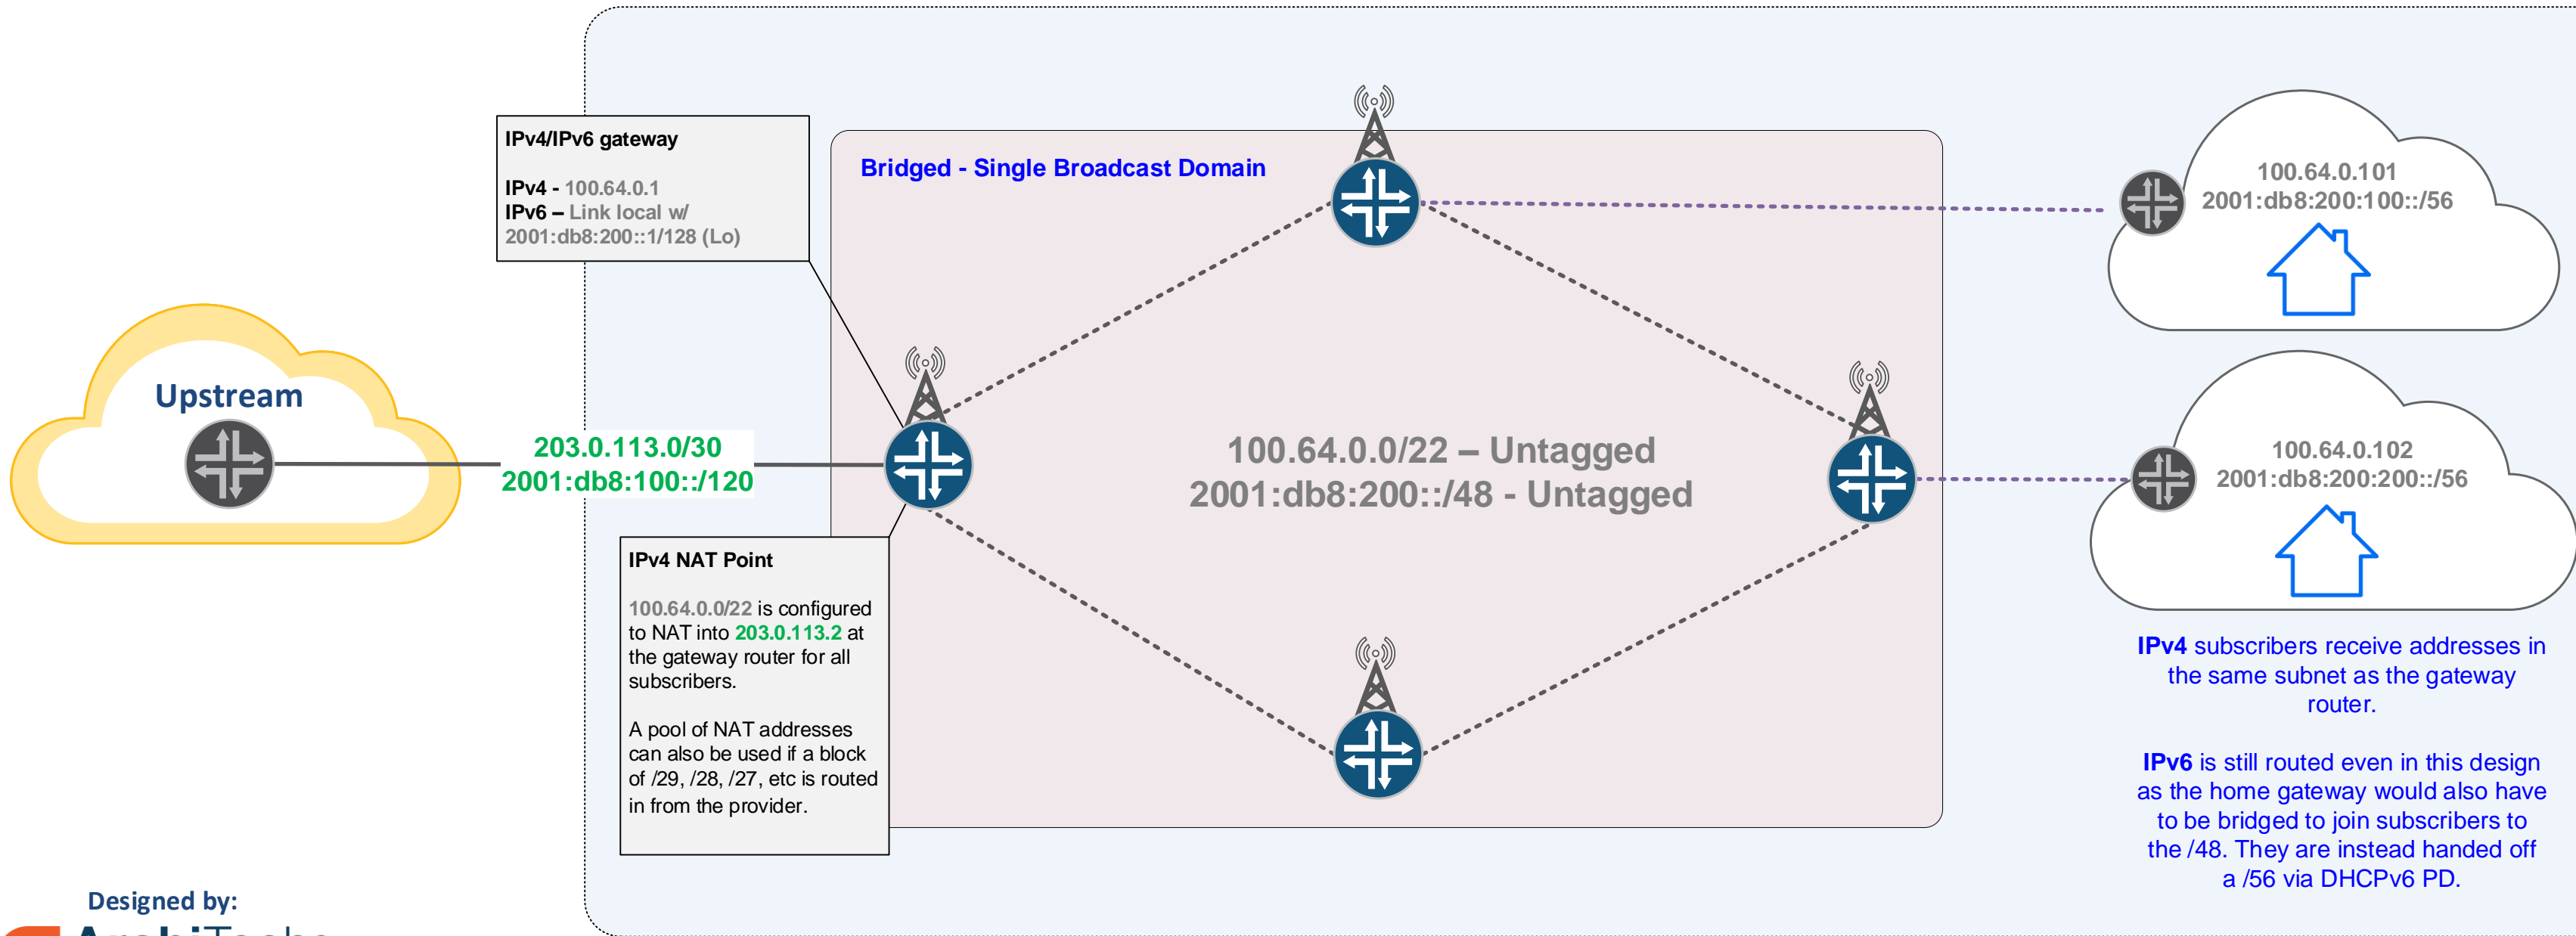 IPv4/IPv6 gateway
IPv4 - 100.64.0.1
IPv6 – Link local w/
2001:db8:200::1/128 (Lo)
Bridged - Single Broadcast Domain
100.64.0.101
2001:db8:200:100::/56
Upstream
203.0.113.0/30
2001:db8:100::/120
100.64.0.0/22 – Untagged
2001:db8:200::/48 - Untagged
100.64.0.102
2001:db8:200:200::/56
IPv4 NAT Point
100.64.0.0/22 is configured
to NAT into 203.0.113.2 at
the gateway router for all
subscribers.
A pool of NAT addresses
can also be used if a block
of /29, /28, /27, etc is routed
in from the provider.
IPv4 subscribers receive addresses in
the same subnet as the gateway
router.
IPv6 is still routed even in this design
as the home gateway would also have
to be bridged to join subscribers to
the /48. They are instead handed off
a /56 via DHCPv6 PD.
Designed by: